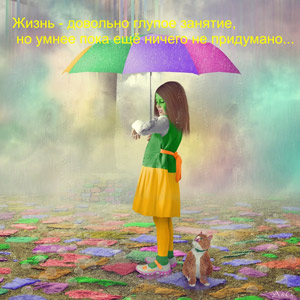 Жизнь - довольно глупое занятие,
но умнее пока ещё ничего не придумано...